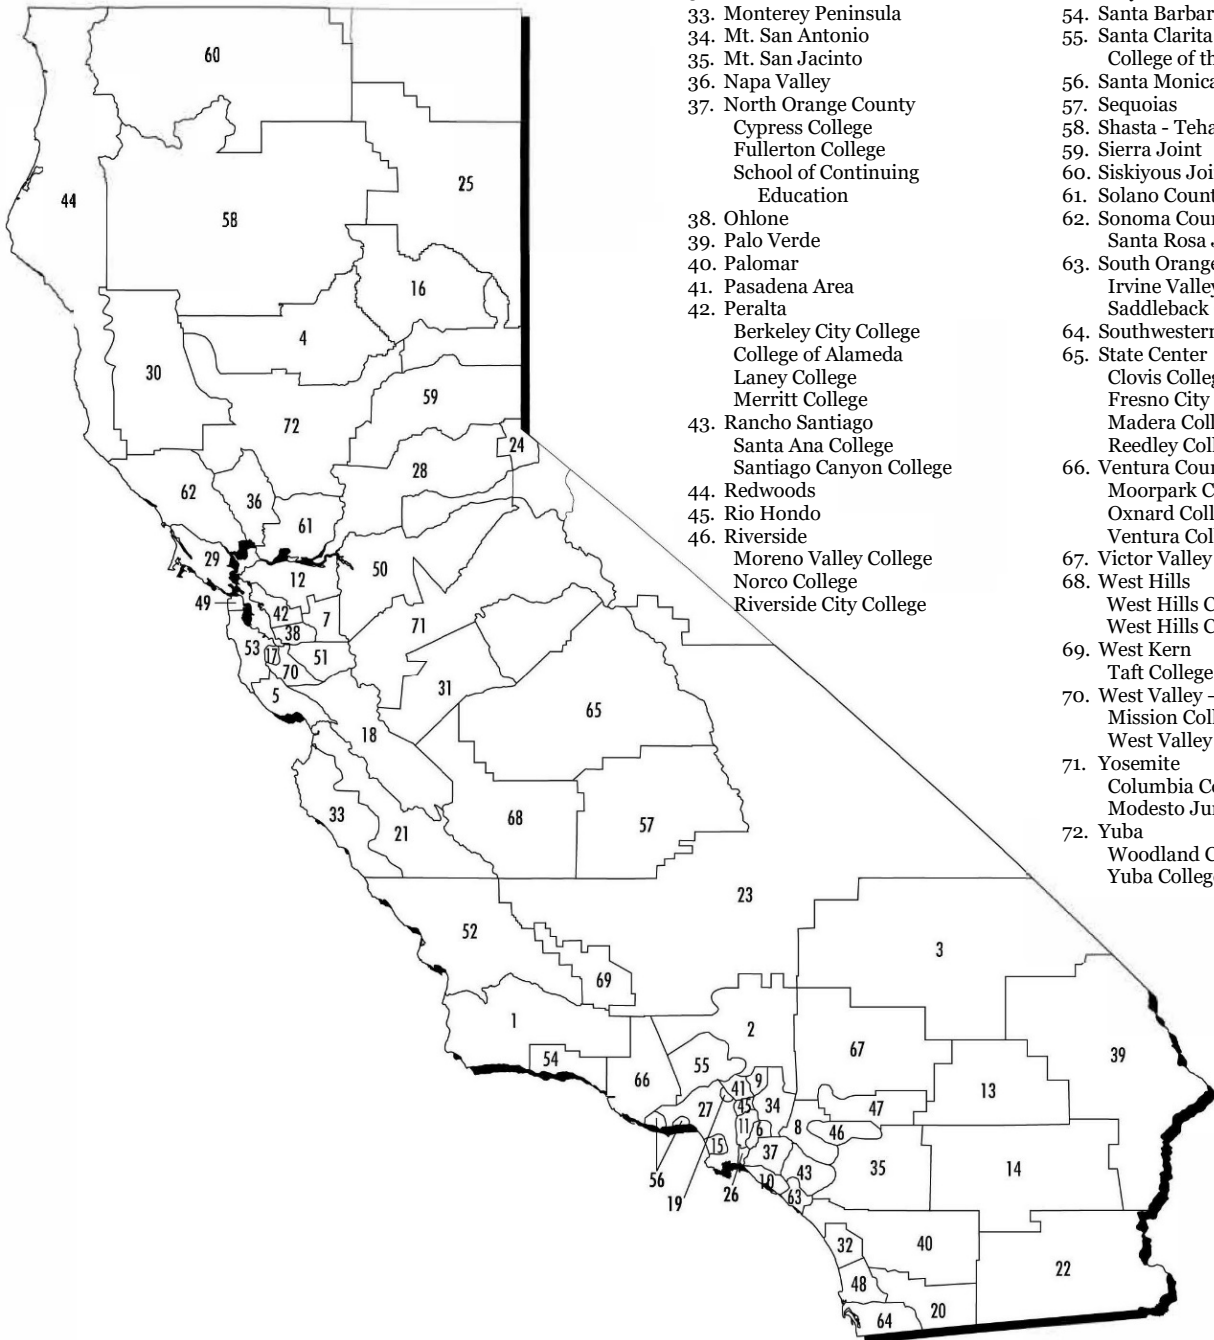 60
44
58
25
16
4
30
72
59
24
28
62
36
61
29
12
50
49
42
7
38
53
17
51
70
71
5
31
18
65
33
21
68
57
23
52
3
69
1
2
54
55
67
39
66
41
9
13
27
45
34
47
11
6
8
46
15
37
43
35
14
56
19
26
10
63
32
40
48
22
20
64
33. Monterey Peninsula
34. Mt. San Antonio
35. Mt. San Jacinto
36. Napa Valley
37. North Orange County
Cypress College
Fullerton College
School of Continuing
Education
38. Ohlone
39. Palo Verde
40. Palomar
41. Pasadena Area
42. Peralta
Berkeley City College
College of Alameda
Laney College
Merritt College
43. Rancho Santiago
Santa Ana College
Santiago Canyon College
44. Redwoods
45. Rio Hondo
46. Riverside
Moreno Valley College
Norco College
Riverside City College
54. Santa Barbar
55. Santa Clarita
College of th
56. Santa Monica
57. Sequoias
58. Shasta - Teha
59. Sierra Joint
60. Siskiyous Joi
61. Solano Count
62. Sonoma Coun
Santa Rosa J
63. South Orange
Irvine Valley
Saddleback
64. Southwestern
65. State Center
Clovis Colleg
Fresno City
Madera Coll
Reedley Coll
66. Ventura Coun
Moorpark C
Oxnard Coll
Ventura Coll
67. Victor Valley
68. West Hills
West Hills C
West Hills C
69. West Kern
Taft College
70. West Valley -
Mission Coll
West Valley
71. Yosemite
Columbia Co
Modesto Jun
72. Yuba
Woodland C
Yuba College